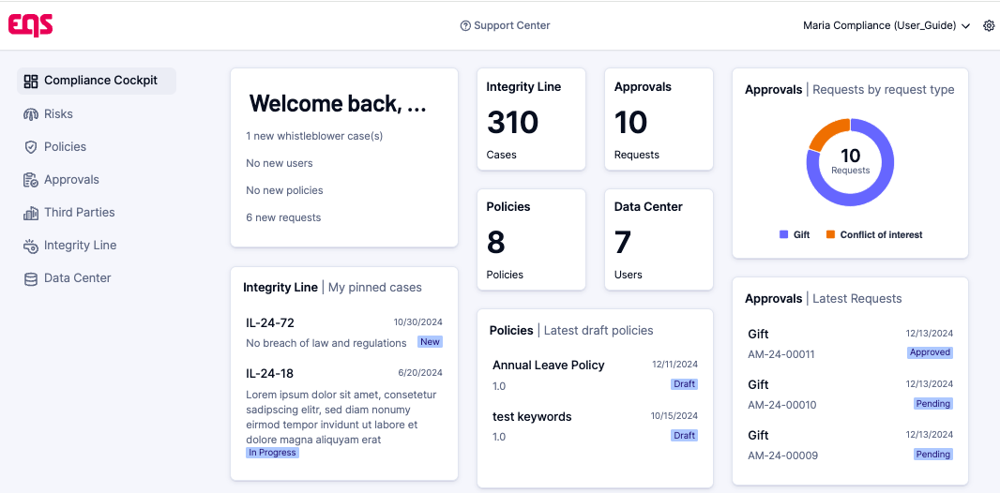 EQS
Support Center
Maria Compliance (User_Guide)
Compliance Cockpit
Risks
Policies
Approvals
Third Parties
Integrity Line
Data Center
Welcome back, ...
1 new whistleblower case(s)
No new users
No new policies
6 new requests
Integrity Line
310
Cases
Approvals
10
Requests
Policies
8
Policies
Data Center
7
Users
Approvals | Requests by request type
10
Requests
Gift Conflict of interest
Integrity Line | My pinned cases
IL-24-72 10/30/2024
No breach of law and regulations New
IL-24-18 6/20/2024
Lorem ipsum dolor sit amet, consetetur
sadipscing elitr, sed diam nonumy
eirmod tempor invidunt ut labore et
dolore magna aliquyam erat
In Progress
Policies | Latest draft policies
Annual Leave Policy 12/11/2024
1.0 Draft
test keywords 10/15/2024
1.0 Draft
Approvals | Latest Requests
Gift 12/13/2024
AM-24-00011 Approved
Gift 12/13/2024
AM-24-00010 Pending
Gift 12/13/2024
AM-24-00009 Pending